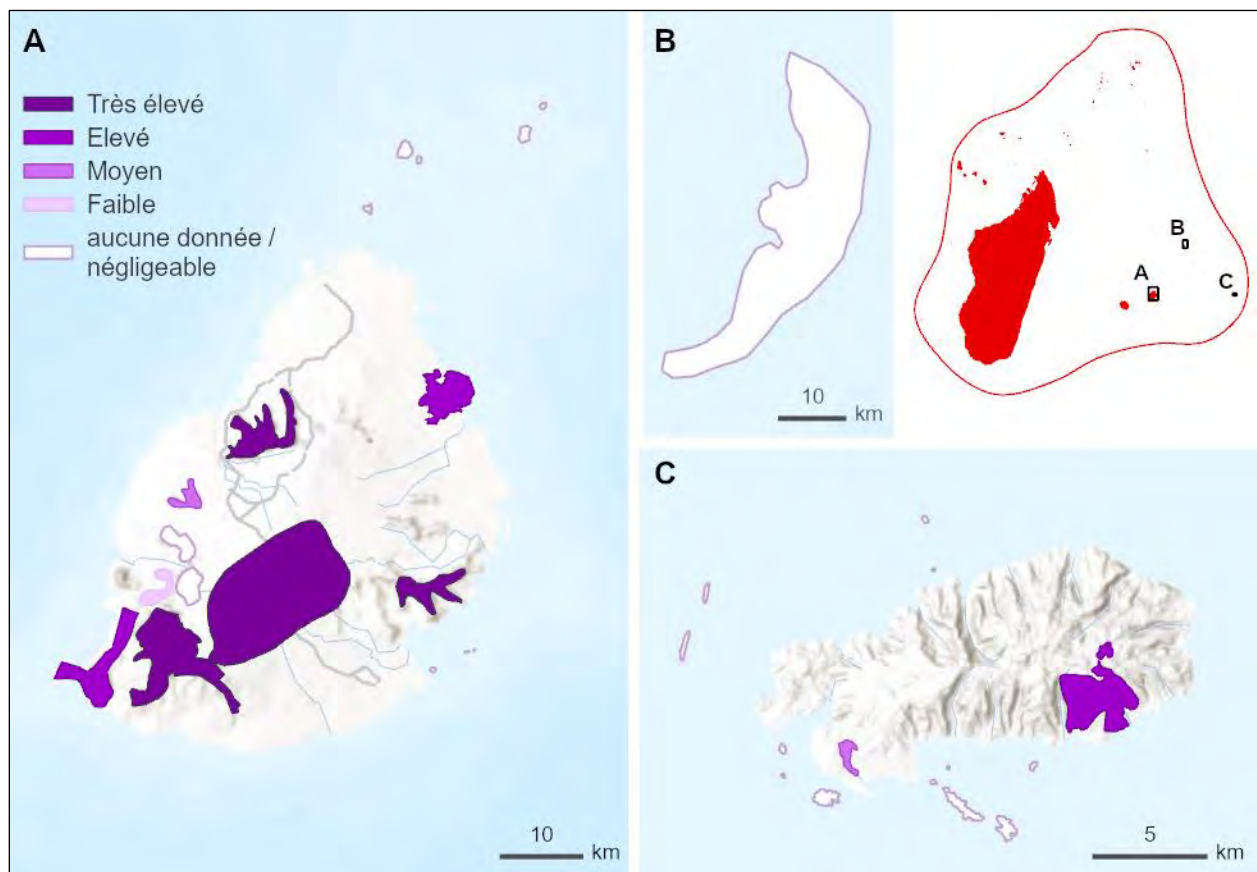 A
Très élevé
Elevé
Moyen
Faible
aucune donnée /
négligeable
10
km
B
10
km
A
B
C
C
5
km